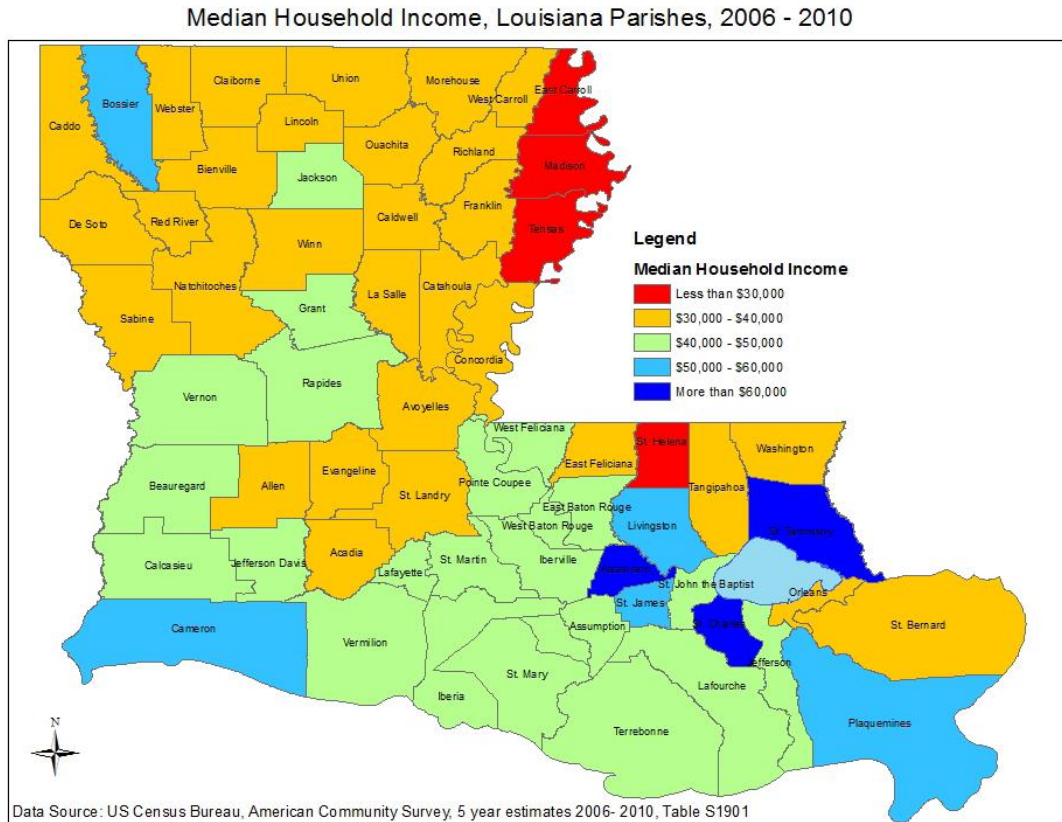 Median Household Income, Louisiana Parishes, 2006 - 2010
Claiborne
Union
Morehouse
West Carroll
East Carroll
Bossier
Webster
Caddo
Lincoln
Ouachita
Richland
Madison
Bienville
Jackson
Franklin
De Soto
Red River
Caldwell
Tensas
Winn
Natchitoches
La Salle
Catahoula
Sabine
Grant
Concordia
Vernon
Rapides
Avoyelles
Legend
Median Household Income
Less than $30,000
$30,000 - $40,000
$40,000 - $50,000
$50,000 - $60,000
More than $60,000
West Feliciana
St. Helena
Washington
East Feliciana
Tangipahoa
Beauregard
Allen
Evangeline
St. Landry
Pointe Coupee
East Baton Rouge
West Baton Rouge
Livingston
St. Tammany
Calcasieu
Jefferson Davis
Acadia
Lafayette
St. Martin
Iberville
Ascension
St. John the Baptist
Orleans
St. James
Cameron
Vermilion
Assumption
St. Charles
St. Bernard
Jefferson
St. Mary
Iberia
Lafourche
Terrebonne
Plaquemines
N
Data Source: US Census Bureau, American Community Survey, 5 year estimates 2006- 2010, Table S1901